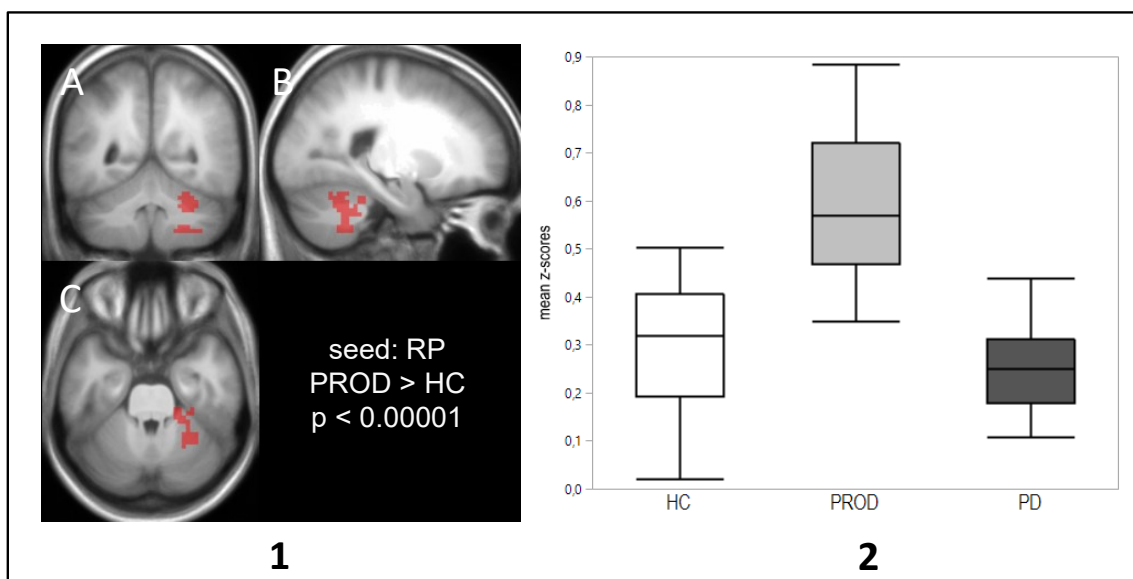 A
B
C
seed: RP
PROD > HC
p < 0.00001
1
mean z-scores
0,9
0,8
0,7
0,6
0,5
0,4
0,3
0,2
0,1
0,0
HC
PROD
PD
2